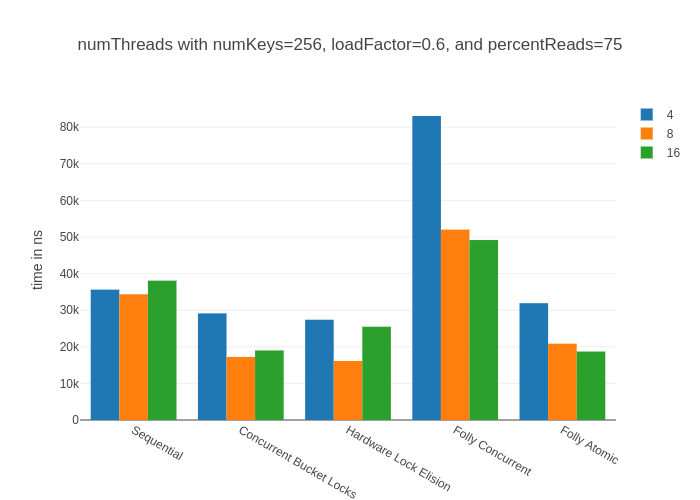 numThreads with numKeys=256, loadFactor=0.6, and percentReads=75
4
8
16
time in ns
80k
70k
60k
50k
40k
30k
20k
10k
0
Sequential
Concurrent Bucket Locks
Hardware Lock Elision
Folly Concurrent
Folly Atomic